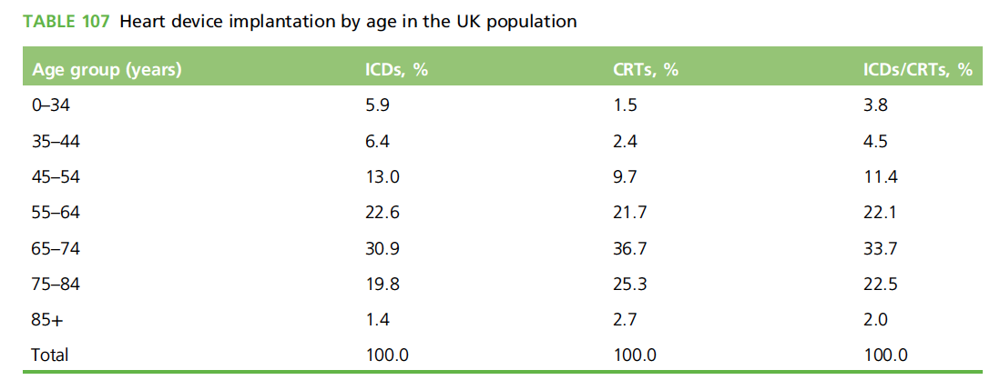 TABLE 107 Heart device implantation by age in the UK population
Age group (years) ICDs, % CRTs, % ICDs/CRTs, %
0–34 5.9 1.5 3.8
35–44 6.4 2.4 4.5
45–54 13.0 9.7 11.4
55–64 22.6 21.7 22.1
65–74 30.9 36.7 33.7
75–84 19.8 25.3 22.5
85+ 1.4 2.7 2.0
Total 100.0 100.0 100.0